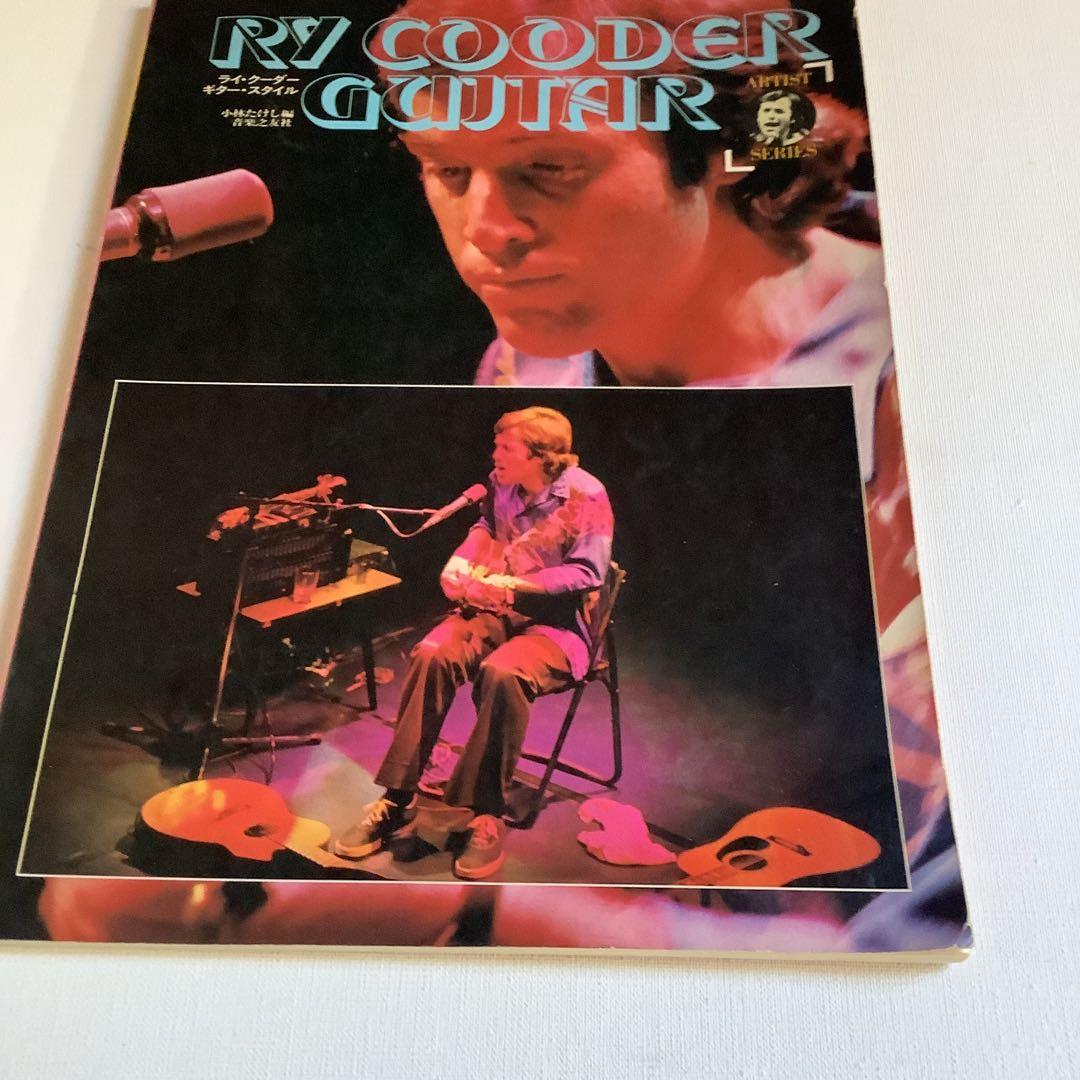 RY COODER
GUITAR
ライ・クーダー
ギター・スタイル
小林たけし編
音楽之友社
ARTIST
SERIES